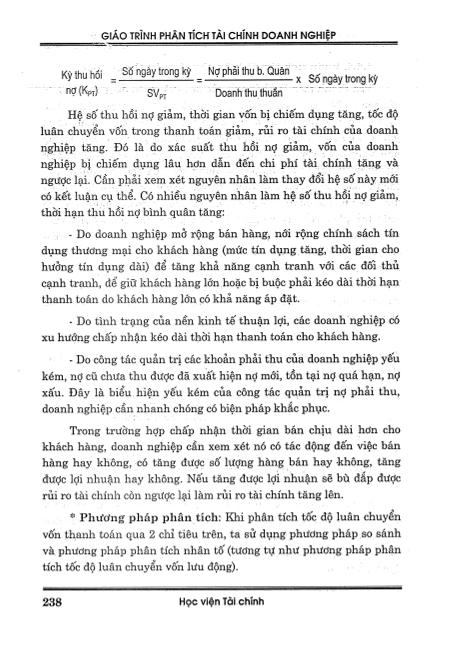 GIÁO TRÌNH PHÂN TÍCH TÀI CHÍNH DOANH NGHIỆP
Kỳ thu hồi nợ (K_PT) = Số ngày trong kỳ / SV_PT = Nợ phải thu b. Quân / Doanh thu thuần x Số ngày trong kỳ
Hệ số thu hồi nợ giảm, thời gian vốn bị chiếm dụng tăng, tốc độ
luân chuyển vốn trong thanh toán giảm, rủi ro tài chính của doanh
nghiệp tăng. Đó là do xác suất thu hồi nợ giảm, vốn của doanh
nghiệp bị chiếm dụng lâu hơn dẫn đến chi phí tài chính tăng và
ngược lại. Cần phải xem xét nguyên nhân làm thay đổi hệ số này mới
có kết luận cụ thể. Có nhiều nguyên nhân làm hệ số thu hồi nợ giảm,
thời hạn thu hồi nợ bình quân tăng:
- Do doanh nghiệp mở rộng bán hàng, nới rộng chính sách tín
dụng thương mại cho khách hàng (mức tín dụng tăng, thời gian cho
hưởng tín dụng dài) để tăng khả năng cạnh tranh với các đối thủ
cạnh tranh, để giữ khách hàng lớn hoặc bị buộc phải kéo dài thời hạn
thanh toán do khách hàng lớn có khả năng áp đặt.
- Do tình trạng của nền kinh tế thuận lợi, các doanh nghiệp có
xu hướng chấp nhận kéo dài thời hạn thanh toán cho khách hàng.
- Do công tác quản trị các khoản phải thu của doanh nghiệp yếu
kém, nợ cũ chưa thu được đã xuất hiện nợ mới, tồn tại nợ quá hạn, nợ
xấu. Đây là biểu hiện yếu kém của công tác quản trị nợ phải thu,
doanh nghiệp cần nhanh chóng có biện pháp khắc phục.
Trong trường hợp chấp nhận thời gian bán chịu dài hơn cho
khách hàng, doanh nghiệp cần xem xét nó có tác động đến việc bán
hàng hay không, có tăng được số lượng hàng bán hay không, tăng
được lợi nhuận hay không. Nếu tăng được lợi nhuận sẽ bù đắp được
rủi ro tài chính còn ngược lại làm rủi ro tài chính tăng lên.
* Phương pháp phân tích: Khi phân tích tốc độ luân chuyển
vốn thanh toán qua 2 chỉ tiêu trên, ta sử dụng phương pháp so sánh
và phương pháp phân tích nhân tố (tương tự như phương pháp phân
tích tốc độ luân chuyển vốn lưu động).
238 Học viện Tài chính